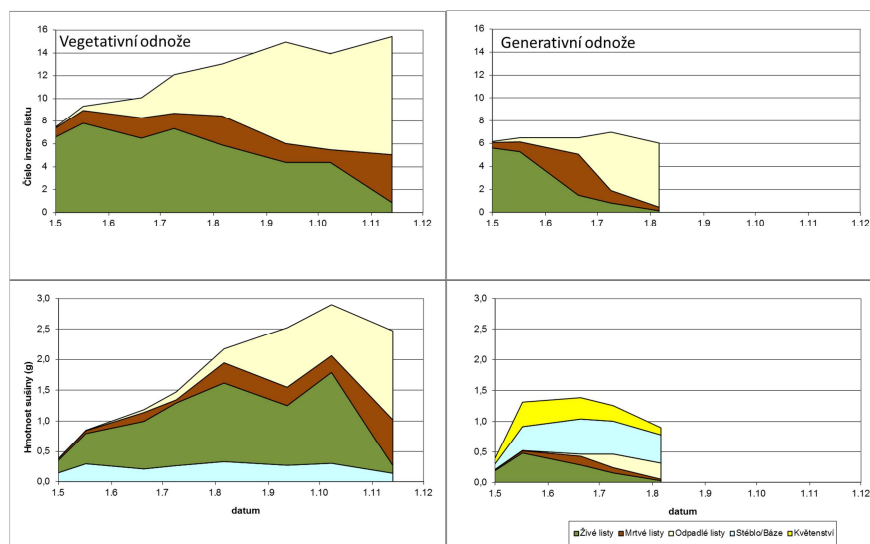 Vegetativní odnože
16
14
12
10
8
6
4
2
0
Číslo inzerce listu
1.5 1.6 1.7 1.8 1.9 1.10 1.11 1.12
Generativní odnože
16
14
12
10
8
6
4
2
0
1.5 1.6 1.7 1.8 1.9 1.10 1.11 1.12
3,0
2,5
2,0
1,5
1,0
0,5
0,0
Hmotnost sušiny (g)
1.5 1.6 1.7 1.8 1.9 1.10 1.11 1.12
datum
3,0
2,5
2,0
1,5
1,0
0,5
0,0
1.5 1.6 1.7 1.8 1.9 1.10 1.11 1.12
datum
Živé listy Mrtvé listy Odpadlé listy Stéblo/Báze Květenství